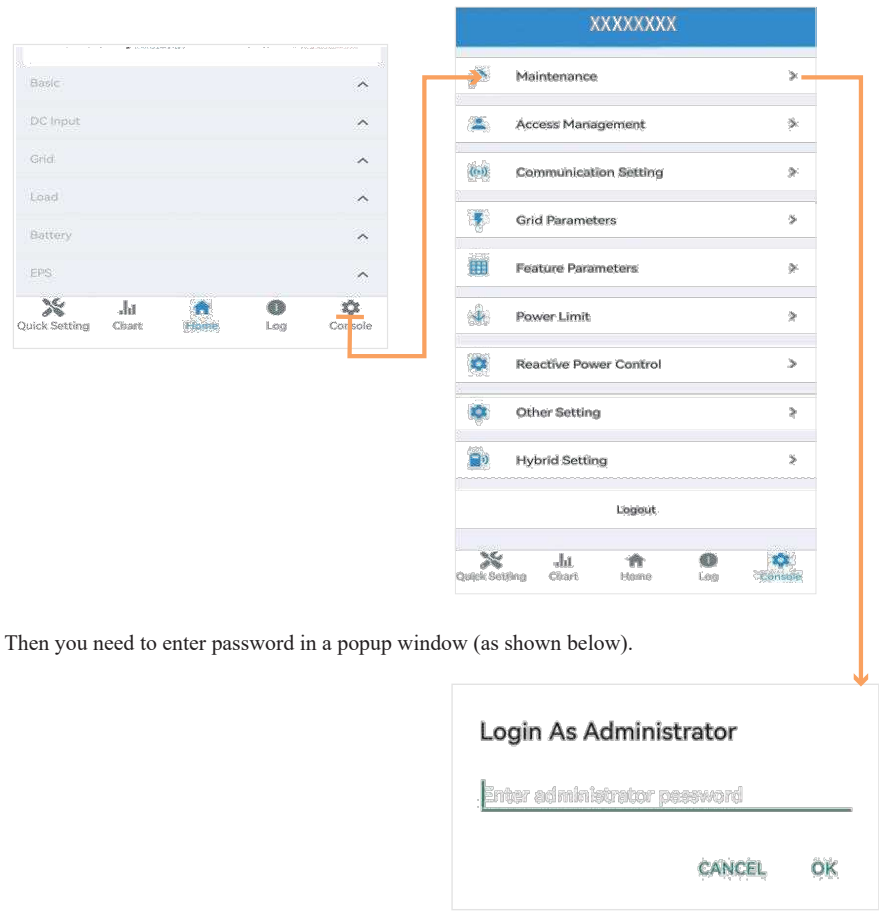 Basic
DC Input
Grid
Load
Battery
EPS
Quick Setting Chart Home Log Console
XXXXXXXX
Maintenance
Access Management
Communication Setting
Grid Parameters
Feature Parameters
Power Limit
Reactive Power Control
Other Setting
Hybrid Setting
Logout
Quick Setting Chart Home Log Console
Then you need to enter password in a popup window (as shown below).
Login As Administrator
Enter administrator password
CANCEL OK